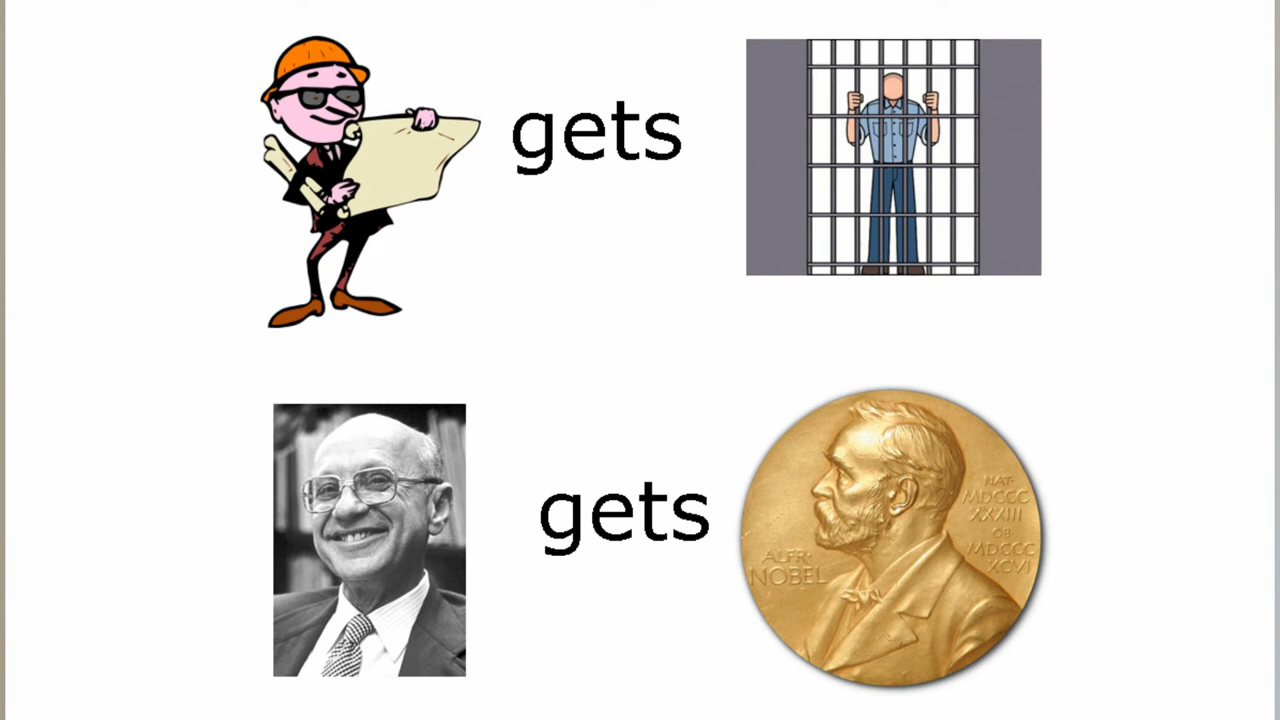 gets
gets
NAT·
MDCCC
XXXIII
OB·
MDCCC
XCVI
ALFR·
NOBEL